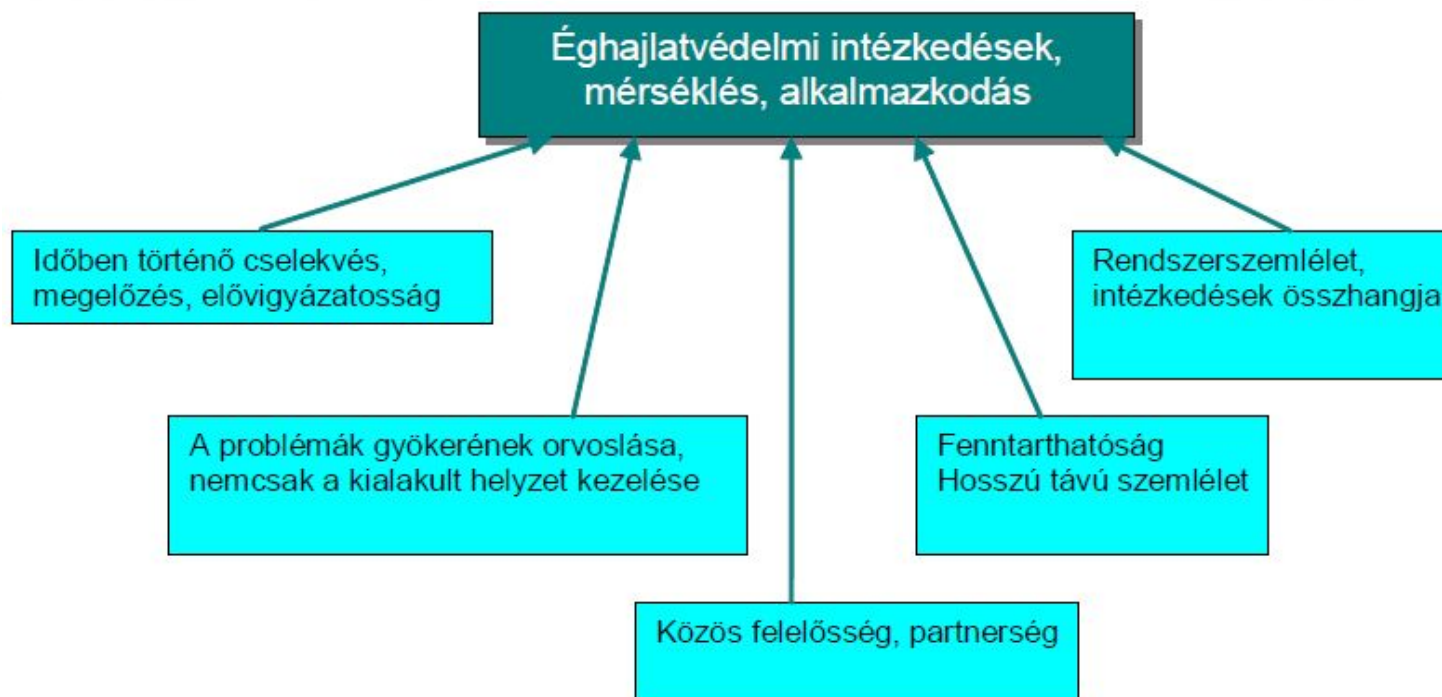 Éghajlatvédelmi intézkedések,
mérséklés, alkalmazkodás
Időben történő cselekvés,
megelőzés, elővigyázatosság
Rendszerszemlélet,
intézkedések összhangja
A problémák gyökerének orvoslása,
nemcsak a kialakult helyzet kezelése
Fenntarthatóság
Hosszú távú szemlélet
Közös felelősség, partnerség